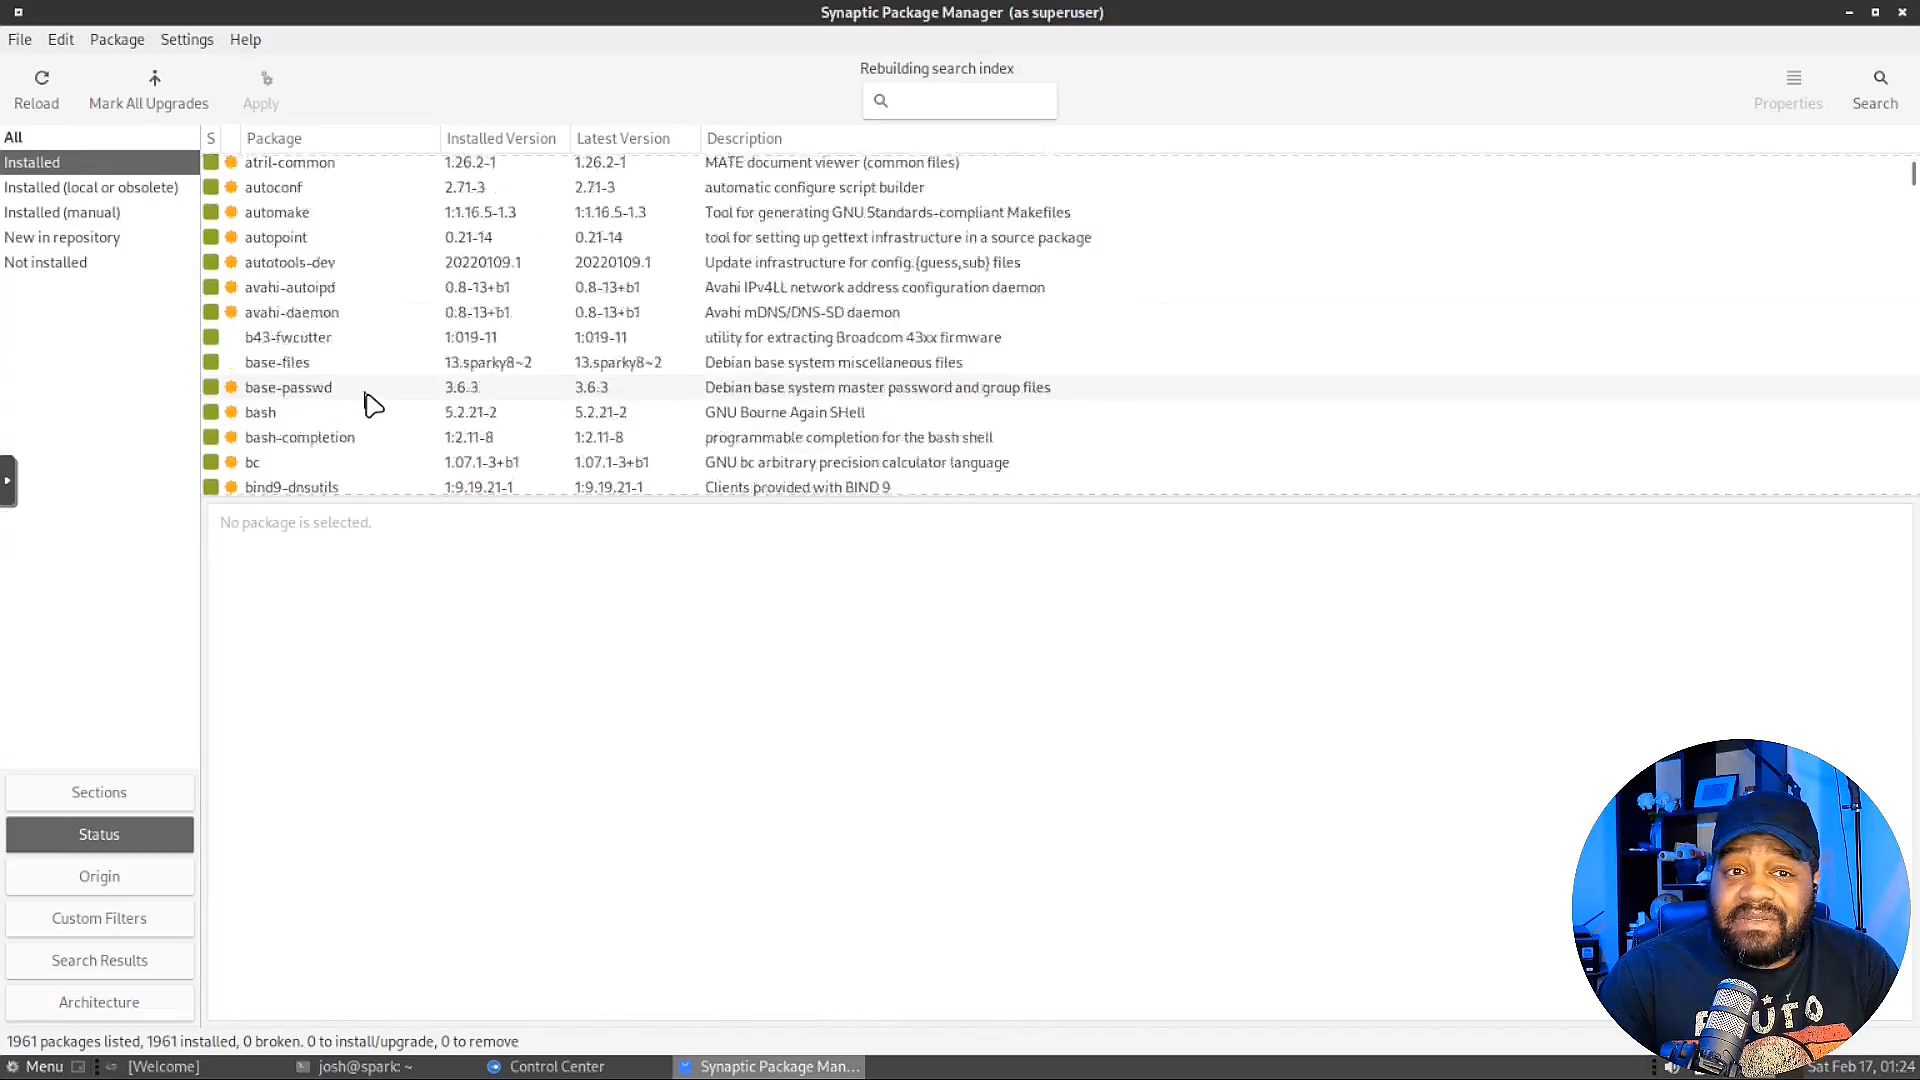 Synaptic Package Manager (as superuser)
File Edit Package Settings Help
Reload Mark All Upgrades Apply Rebuilding search index Properties Search
All
Installed
Installed (local or obsolete)
Installed (manual)
New in repository
Not installed
S Package Installed Version Latest Version Description
atril-common 1.26.2-1 1.26.2-1 MATE document viewer (common files)
autoconf 2.71-3 2.71-3 automatic configure script builder
automake 1:1.16.5-1.3 1:1.16.5-1.3 Tool for generating GNU Standards-compliant Makefiles
autopoint 0.21-14 0.21-14 tool for setting up gettext infrastructure in a source package
autotools-dev 20220109.1 20220109.1 Update infrastructure for config.{guess,sub} files
avahi-autoipd 0.8-13+b1 0.8-13+b1 Avahi IPv4LL network address configuration daemon
avahi-daemon 0.8-13+b1 0.8-13+b1 Avahi mDNS/DNS-SD daemon
b43-fwcutter 1:019-11 1:019-11 utility for extracting Broadcom 43xx firmware
base-files 13.sparky8~2 13.sparky8~2 Debian base system miscellaneous files
base-passwd 3.6.3 3.6.3 Debian base system master password and group files
bash 5.2.21-2 5.2.21-2 GNU Bourne Again SHell
bash-completion 1:2.11-8 1:2.11-8 programmable completion for the bash shell
bc 1.07.1-3+b1 1.07.1-3+b1 GNU bc arbitrary precision calculator language
bind9-dnsutils 1:9.19.21-1 1:9.19.21-1 Clients provided with BIND 9
No package is selected.
Sections
Status
Origin
Custom Filters
Search Results
Architecture
1961 packages listed, 1961 installed, 0 broken. 0 to install/upgrade, 0 to remove
Menu [Welcome] josh@spark: ~ Control Center Synaptic Package Man... Sat Feb 17, 01:24